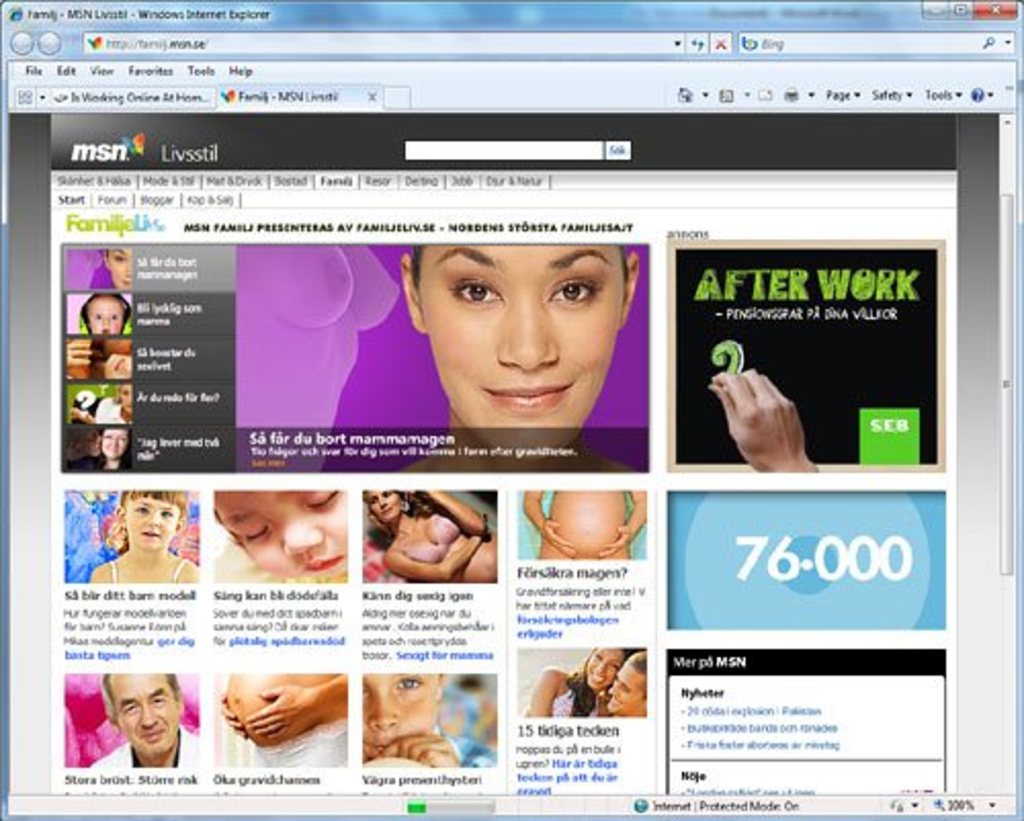 Familj - MSN Livsstil - Windows Internet Explorer
http://familj.msn.se/
Bing
File Edit View Favorites Tools Help
Is Working Online At Hom...
Familj - MSN Livsstil
Page Safety Tools
msn Livsstil
Sök
Skönhet & Hälsa | Mode & Stil | Mat & Dryck | Bostad | Familj | Resor | Dejting | Jobb | Djur & Natur |
Start | Forum | Bloggar | Köp & Sälj |
FamiljeLiv.se
MSN FAMILJ PRESENTERAS AV FAMILJELIV.SE - NORDENS STÖRSTA FAMILJESAJT
annons
Så får du bort
mammamagen
Bli lycklig som
mamma
Så boostar du
sexlivet
Är du redo för fler?
"Jag lever med två
män"
Så får du bort mammamagen
Tio frågor och svar för dig som vill komma i form efter graviditeten.
Läs mer
AFTER WORK
- PENSIONSSPAR PÅ DINA VILLKOR
?
SEB
Så blir ditt barn modell
Hur fungerar modellvärlden
för barn? Susanne Ednn på
Mikas modellagentur ger dig
bästa tipsen
Säng kan bli dödsfälla
Sover du med ditt spädbarn i
samma säng? Då ökar risken
för plötslig spädbarnsdöd
Känn dig sexig igen
Aldrig mer osexig när du
ammar. Kolla amningsbehåar i
spets och rosettprydda
trosor. Sexigt för mamma
Försäkra magen?
Gravidförsäkring eller inte? Vi
har tittat närmare på vad
försäkringsbolagen
erbjuder
76.000
Mer på MSN
Nyheter
- 20 döda i explosion i Pakistan
- Butiksbiträde bands och rånades
- Friska foster aborteras av misstag
Nöje
Stora bröst: Större risk
Öka gravidchansen
Vägra presenthysteri
15 tidiga tecken
Hoppas du på en bulle i
ugnen? Här är tidiga
tecken på att du är
gravid
Internet | Protected Mode: On
100%